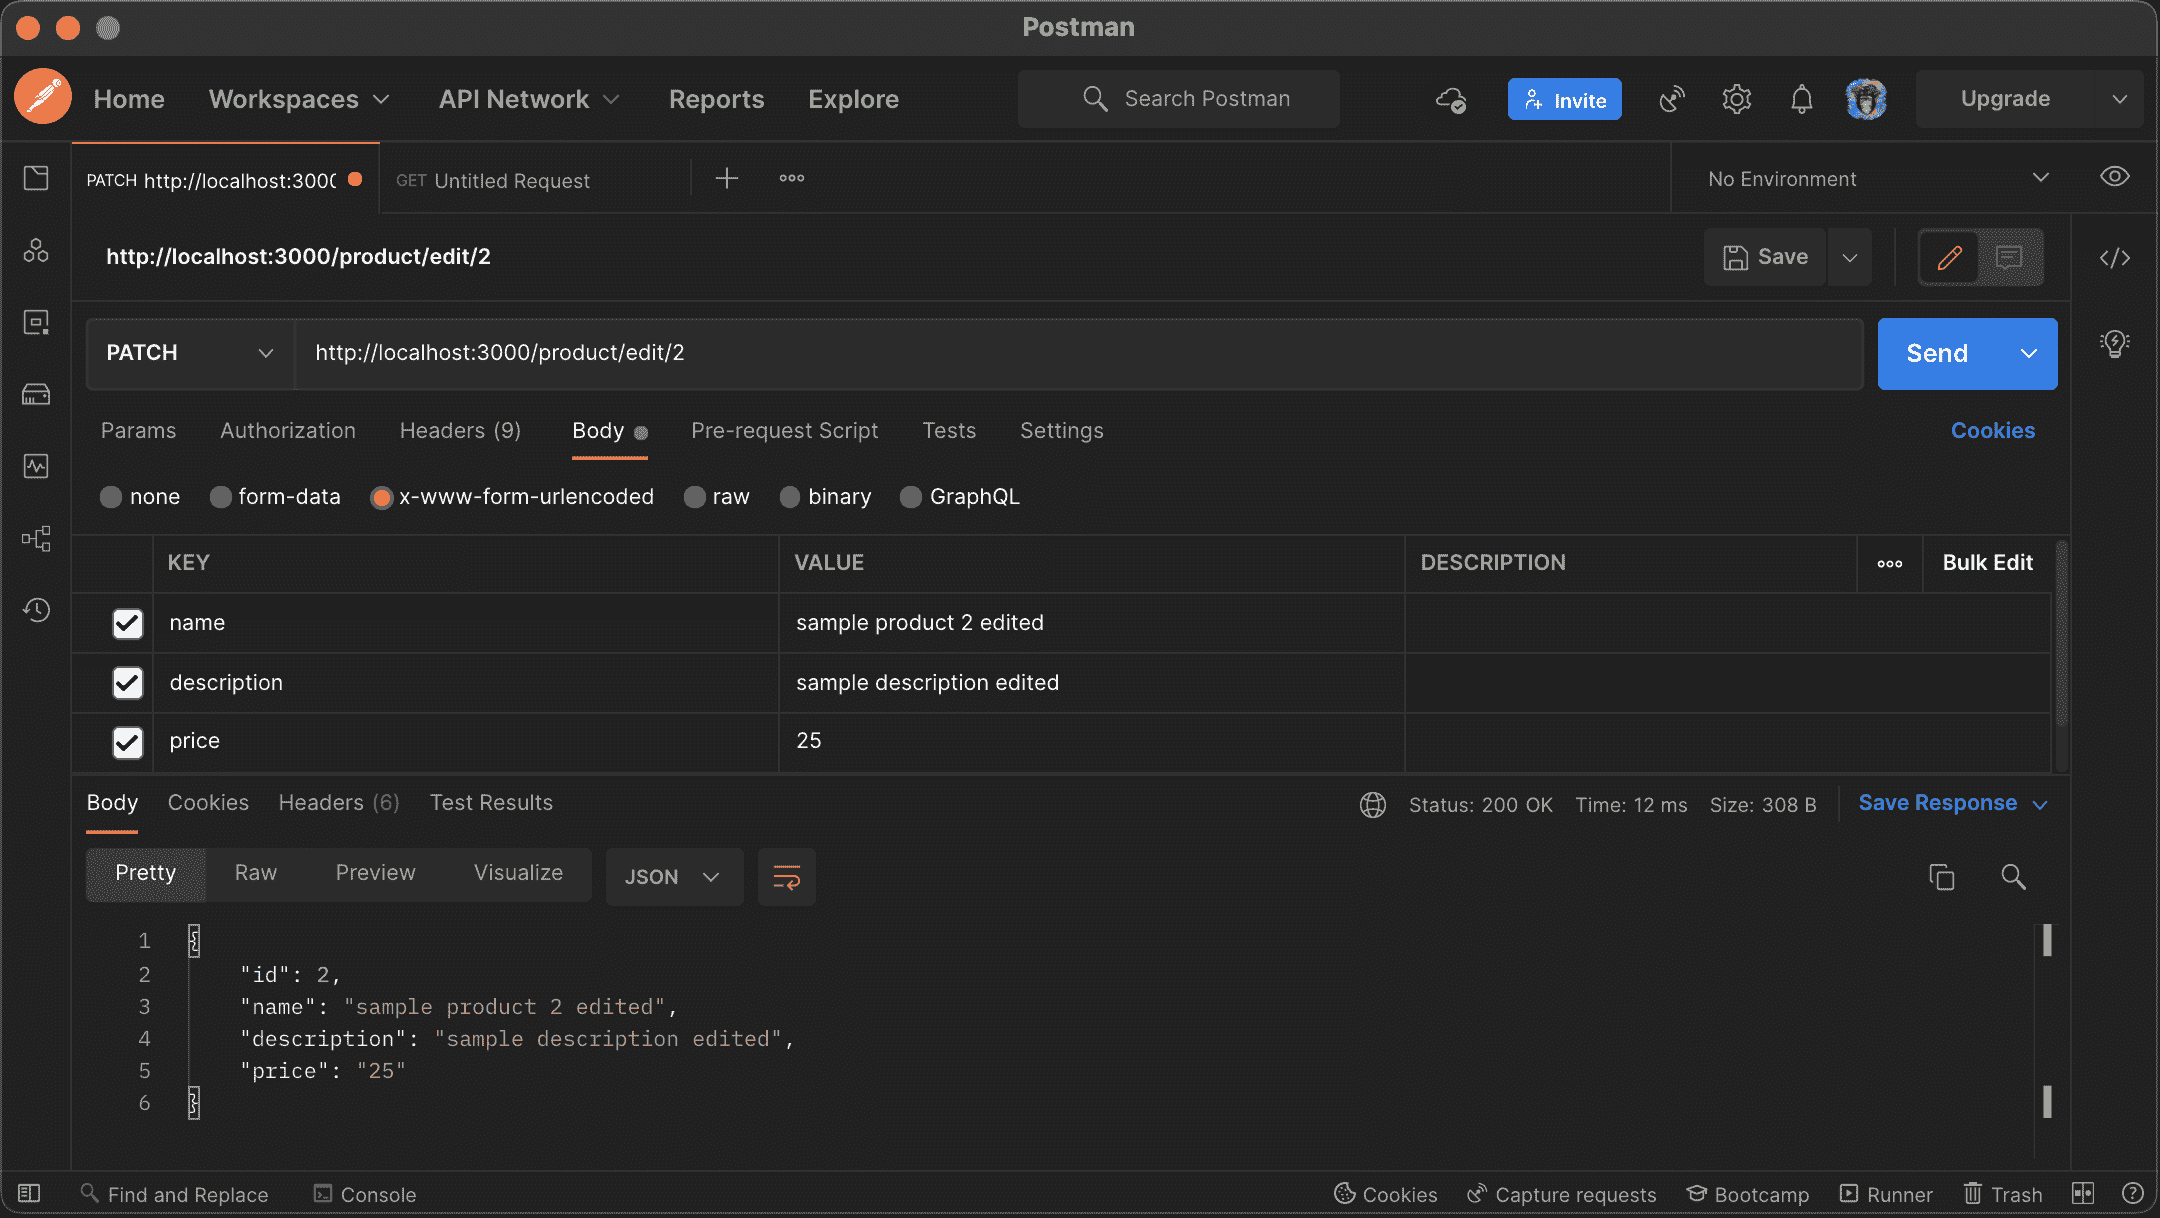 Postman
Home Workspaces API Network Reports Explore Search Postman Invite Upgrade
PATCH http://localhost:300 GET Untitled Request No Environment
http://localhost:3000/product/edit/2 Save
PATCH http://localhost:3000/product/edit/2 Send
Params Authorization Headers (9) Body Pre-request Script Tests Settings Cookies
none form-data x-www-form-urlencoded raw binary GraphQL
KEY VALUE DESCRIPTION Bulk Edit
name sample product 2 edited
description sample description edited
price 25
Body Cookies Headers (6) Test Results Status: 200 OK Time: 12 ms Size: 308 B Save Response
Pretty Raw Preview Visualize JSON
1 {
2 "id": 2,
3 "name": "sample product 2 edited",
4 "description": "sample description edited",
5 "price": "25"
6 }
Find and Replace Console Cookies Capture requests Bootcamp Runner Trash